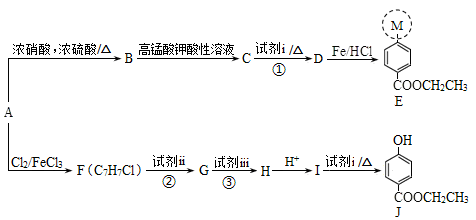 浓硝酸,浓硫酸/△
B
高锰酸钾酸性溶液
C
试剂ⅰ/△
①
D
Fe/HCl
M
COOCH₂CH₃
E
A
Cl₂/FeCl₃
F(C₇H₇Cl)
试剂ⅱ
②
G
试剂ⅲ
③
H
H⁺
I
试剂ⅰ/△
OH
COOCH₂CH₃
J